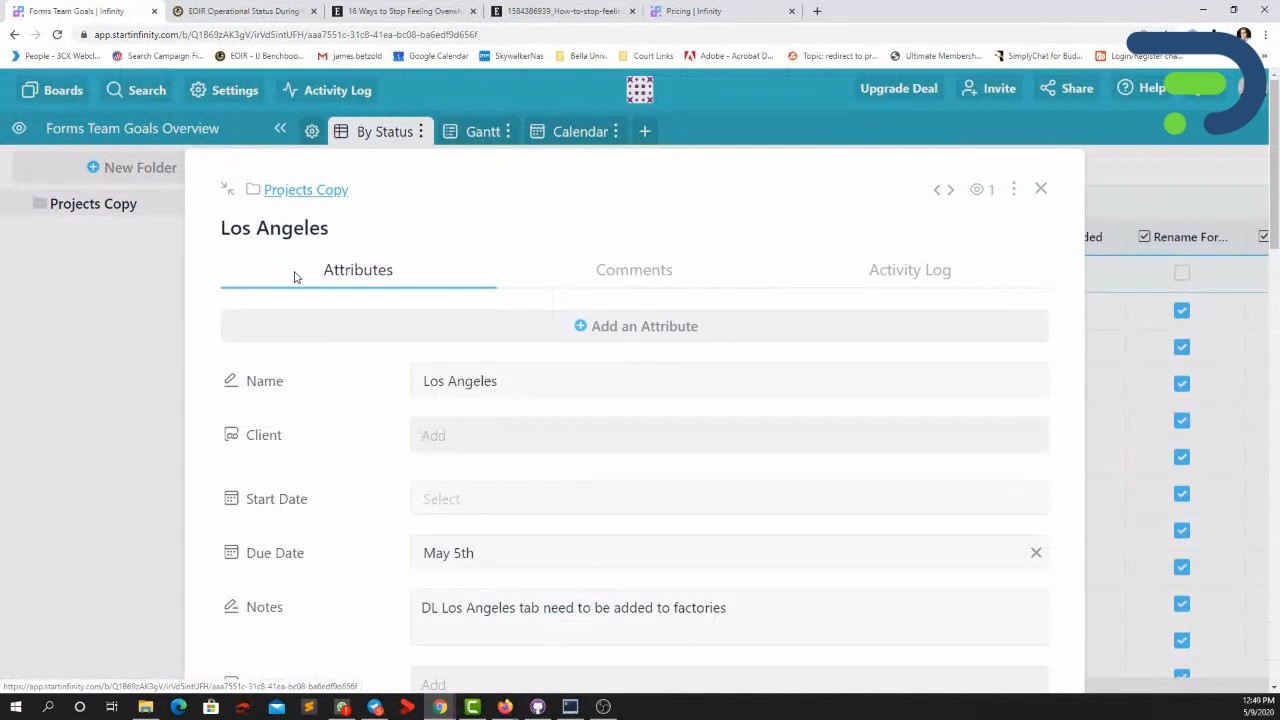 Forms Team Goals | Infinity
EOIR Operational Status During C
16 Ways to Stop Feeling Overwhe
1584386939_How-to-stop-feelin
Pricing | Infinity
app.startinfinity.com/b/Q1B69zAK3gV/irVd5intUFH/aaa7551c-31c8-41ea-bc08-ba6edf9d656f
People - 3CX Webcl...
Search Campaign Fi...
EOIR - IJ Benchboo...
james.betzold
Google Calendar
SkywalkerNas
Bella Univ.
Court Links
Adobe - Acrobat D...
Topic: redirect to pr...
Ultimate Membershi...
SimplyChat for Budd...
Login/Register cha...
Boards
Search
Settings
Activity Log
Upgrade Deal
Invite
Share
Help
Forms Team Goals Overview
By Status
Gantt
Calendar
New Folder
Projects Copy
Projects Copy
1
Los Angeles
ded
Rename For...
Attributes
Comments
Activity Log
Add an Attribute
Name
Los Angeles
Client
Add
Start Date
Select
Due Date
May 5th
Notes
DL Los Angeles tab need to be added to factories
Add
https://app.startinfinity.com/b/Q1B69zAK3gV/irVd5intUFH/aaa7551c-31c8-41ea-bc08-ba6edf9d656f
12:49 PM
5/9/2020